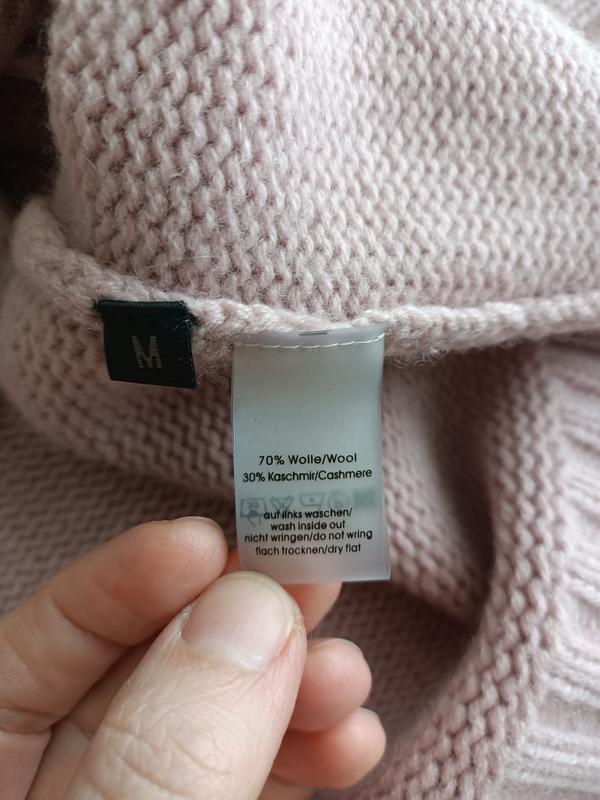 M
70% Wolle/Wool
30% Kaschmir/Cashmere
auf links waschen/
wash inside out
nicht wringen/do not wring
flach trocknen/dry flat